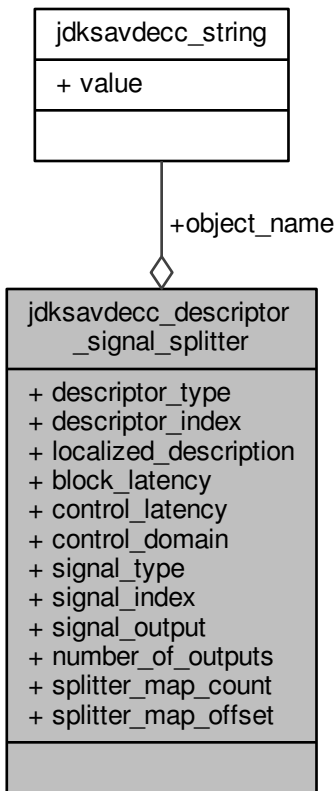 jdksavdecc_string
+ value
+object_name
jdksavdecc_descriptor
_signal_splitter
+ descriptor_type
+ descriptor_index
+ localized_description
+ block_latency
+ control_latency
+ control_domain
+ signal_type
+ signal_index
+ signal_output
+ number_of_outputs
+ splitter_map_count
+ splitter_map_offset